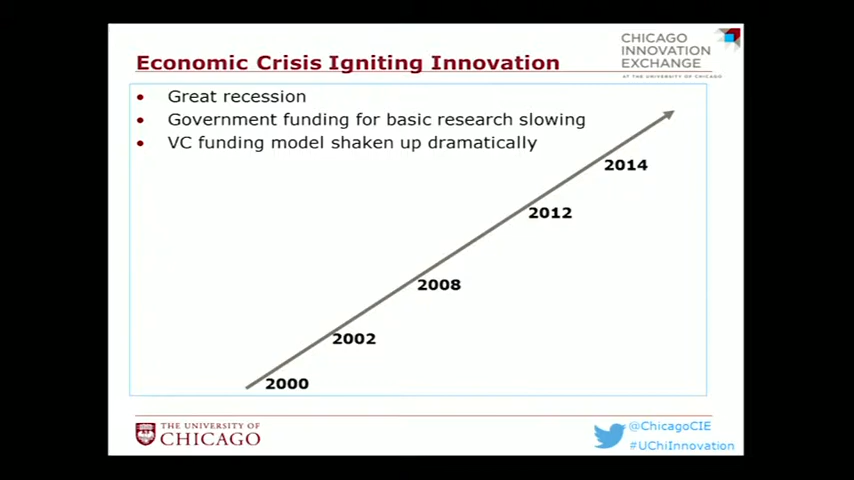 CHICAGO
INNOVATION
EXCHANGE
AT THE UNIVERSITY OF CHICAGO
Economic Crisis Igniting Innovation
• Great recession
• Government funding for basic research slowing
• VC funding model shaken up dramatically
2014
2012
2008
2002
2000
THE UNIVERSITY OF
CHICAGO
@ChicagoCIE
#UChiInnovation